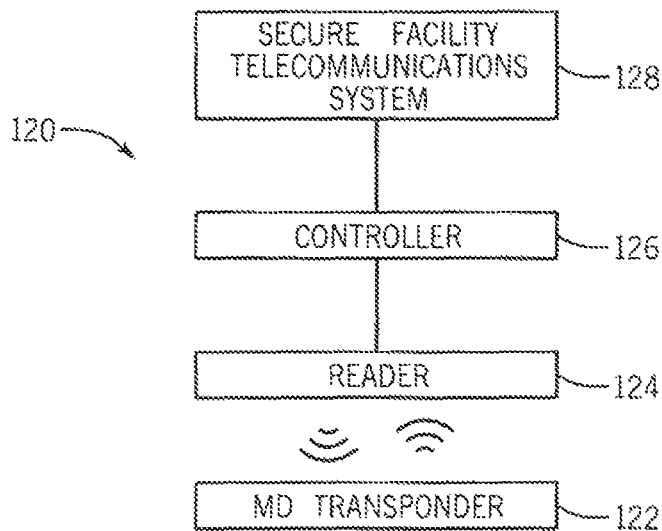 SECURE FACILITY
TELECOMMUNICATIONS
SYSTEM
128
120
CONTROLLER
126
READER
124
MD TRANSPONDER
122